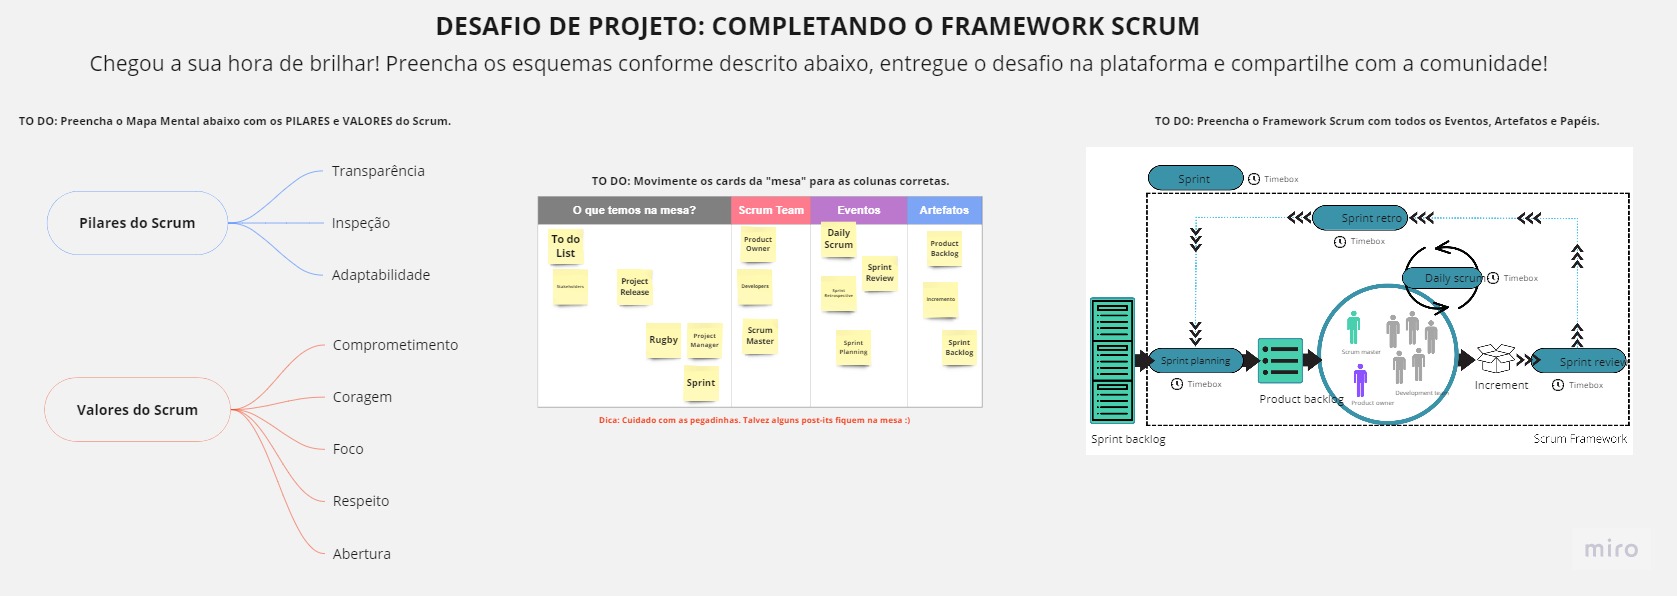 DESAFIO DE PROJETO: COMPLETANDO O FRAMEWORK SCRUM
Chegou a sua hora de brilhar! Preencha os esquemas conforme descrito abaixo, entregue o desafio na plataforma e compartilhe com a comunidade!
TO DO: Preencha o Mapa Mental abaixo com os PILARES e VALORES do Scrum.
Pilares do Scrum
Transparência
Inspeção
Adaptabilidade
Valores do Scrum
Comprometimento
Coragem
Foco
Respeito
Abertura
TO DO: Movimente os cards da "mesa" para as colunas corretas.
O que temos na mesa?
Scrum Team
Eventos
Artefatos
To do
List
Stakeholders
Project
Release
Rugby
Project
Manager
Sprint
Product
Owner
Developers
Scrum
Master
Daily
Scrum
Sprint
Review
Sprint
Retrospective
Sprint
Planning
Product
Backlog
Incremento
Sprint
Backlog
Dica: Cuidado com as pegadinhas. Talvez alguns post-its fiquem na mesa :)
TO DO: Preencha o Framework Scrum com todos os Eventos, Artefatos e Papéis.
Sprint
Timebox
Sprint retro
Timebox
Daily scrum
Timebox
Scrum master
Product owner
Development team
Sprint planning
Timebox
Product backlog
Increment
Sprint review
Timebox
Sprint backlog
Scrum Framework
miro